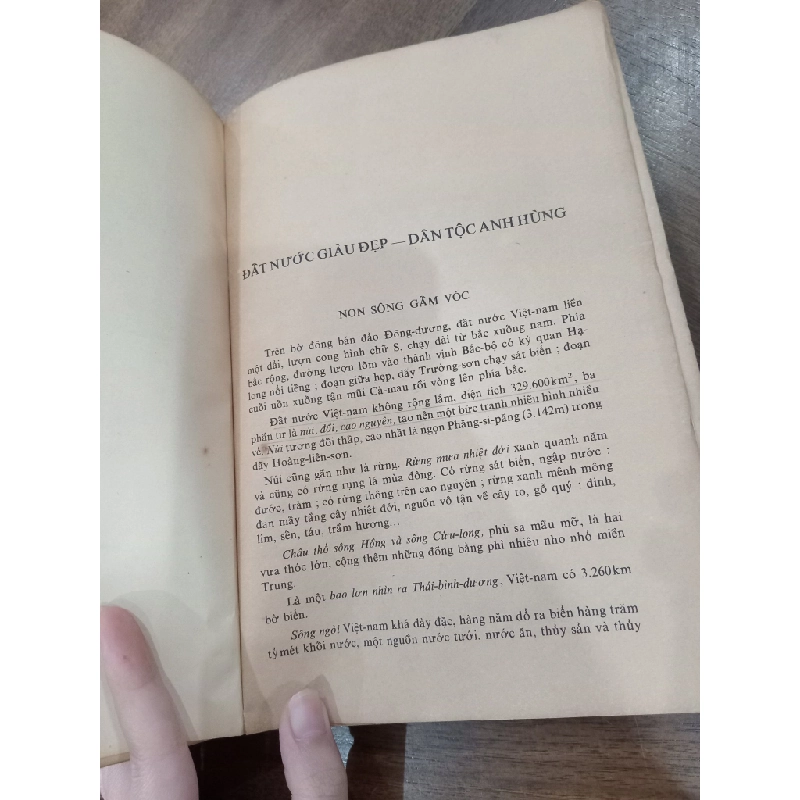 ĐẤT NƯỚC GIÀU ĐẸP — DÂN TỘC ANH HÙNG
NON SÔNG GẤM VÓC
Trên bờ đông bán đảo Đông-dương, đất nước Việt-nam liền
một dải, lượn cong hình chữ S, chạy dài từ bắc xuống nam. Phía
bắc rộng, đường lượn lõm vào thành vịnh Bắc-bộ có kỳ quan Hạ-
long nổi tiếng ; đoạn giữa hẹp, dãy Trường sơn chạy sát biển ; đoạn
cuối uốn xuống tận mũi Cà-mau rồi vòng lên phía bắc.
Đất nước Việt-nam không rộng lắm, diện tích 329 600km², ba
phần tư là núi, đồi, cao nguyên, tạo nên một bức tranh nhiều hình nhiều
vẻ. Núi tương đối thấp, cao nhất là ngọn Phăng-si-păng (3.142m) trong
dãy Hoàng-liên-sơn.
Núi cũng gần như là rừng. Rừng mưa nhiệt đới xanh quanh năm
và cũng có rừng rụng lá mùa đông. Có rừng sát biển, ngập nước :
đước, tràm ; có rừng thông trên cao nguyên ; rừng xanh mênh mông
đan mấy tầng cây nhiệt đới, nguồn vô tận về cây to, gỗ quý : đinh,
lim, sến, táu, trầm hương...
Châu thổ sông Hồng và sông Cửu-long, phù sa mầu mỡ, là hai
vựa thóc lớn, cộng thêm những đồng bằng phì nhiêu nho nhỏ miền
Trung.
Là một bao lơn nhìn ra Thái-bình-dương, Việt-nam có 3.260km
bờ biển.
Sông ngòi Việt-nam khá dày đặc, hàng năm đổ ra biển hàng trăm
tỷ mét khối nước, một nguồn nước tưới, nước ăn, thủy sản và thủy